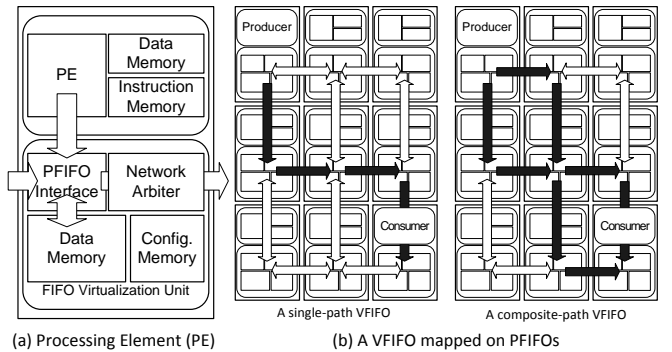 PE
Data
Memory
Instruction
Memory
PFIFO
Interface
Network
Arbiter
Data
Memory
Config.
Memory
FIFO Virtualization Unit
(a) Processing Element (PE)
Producer
Consumer
A single-path VFIFO
Producer
Consumer
A composite-path VFIFO
(b) A VFIFO mapped on PFIFOs